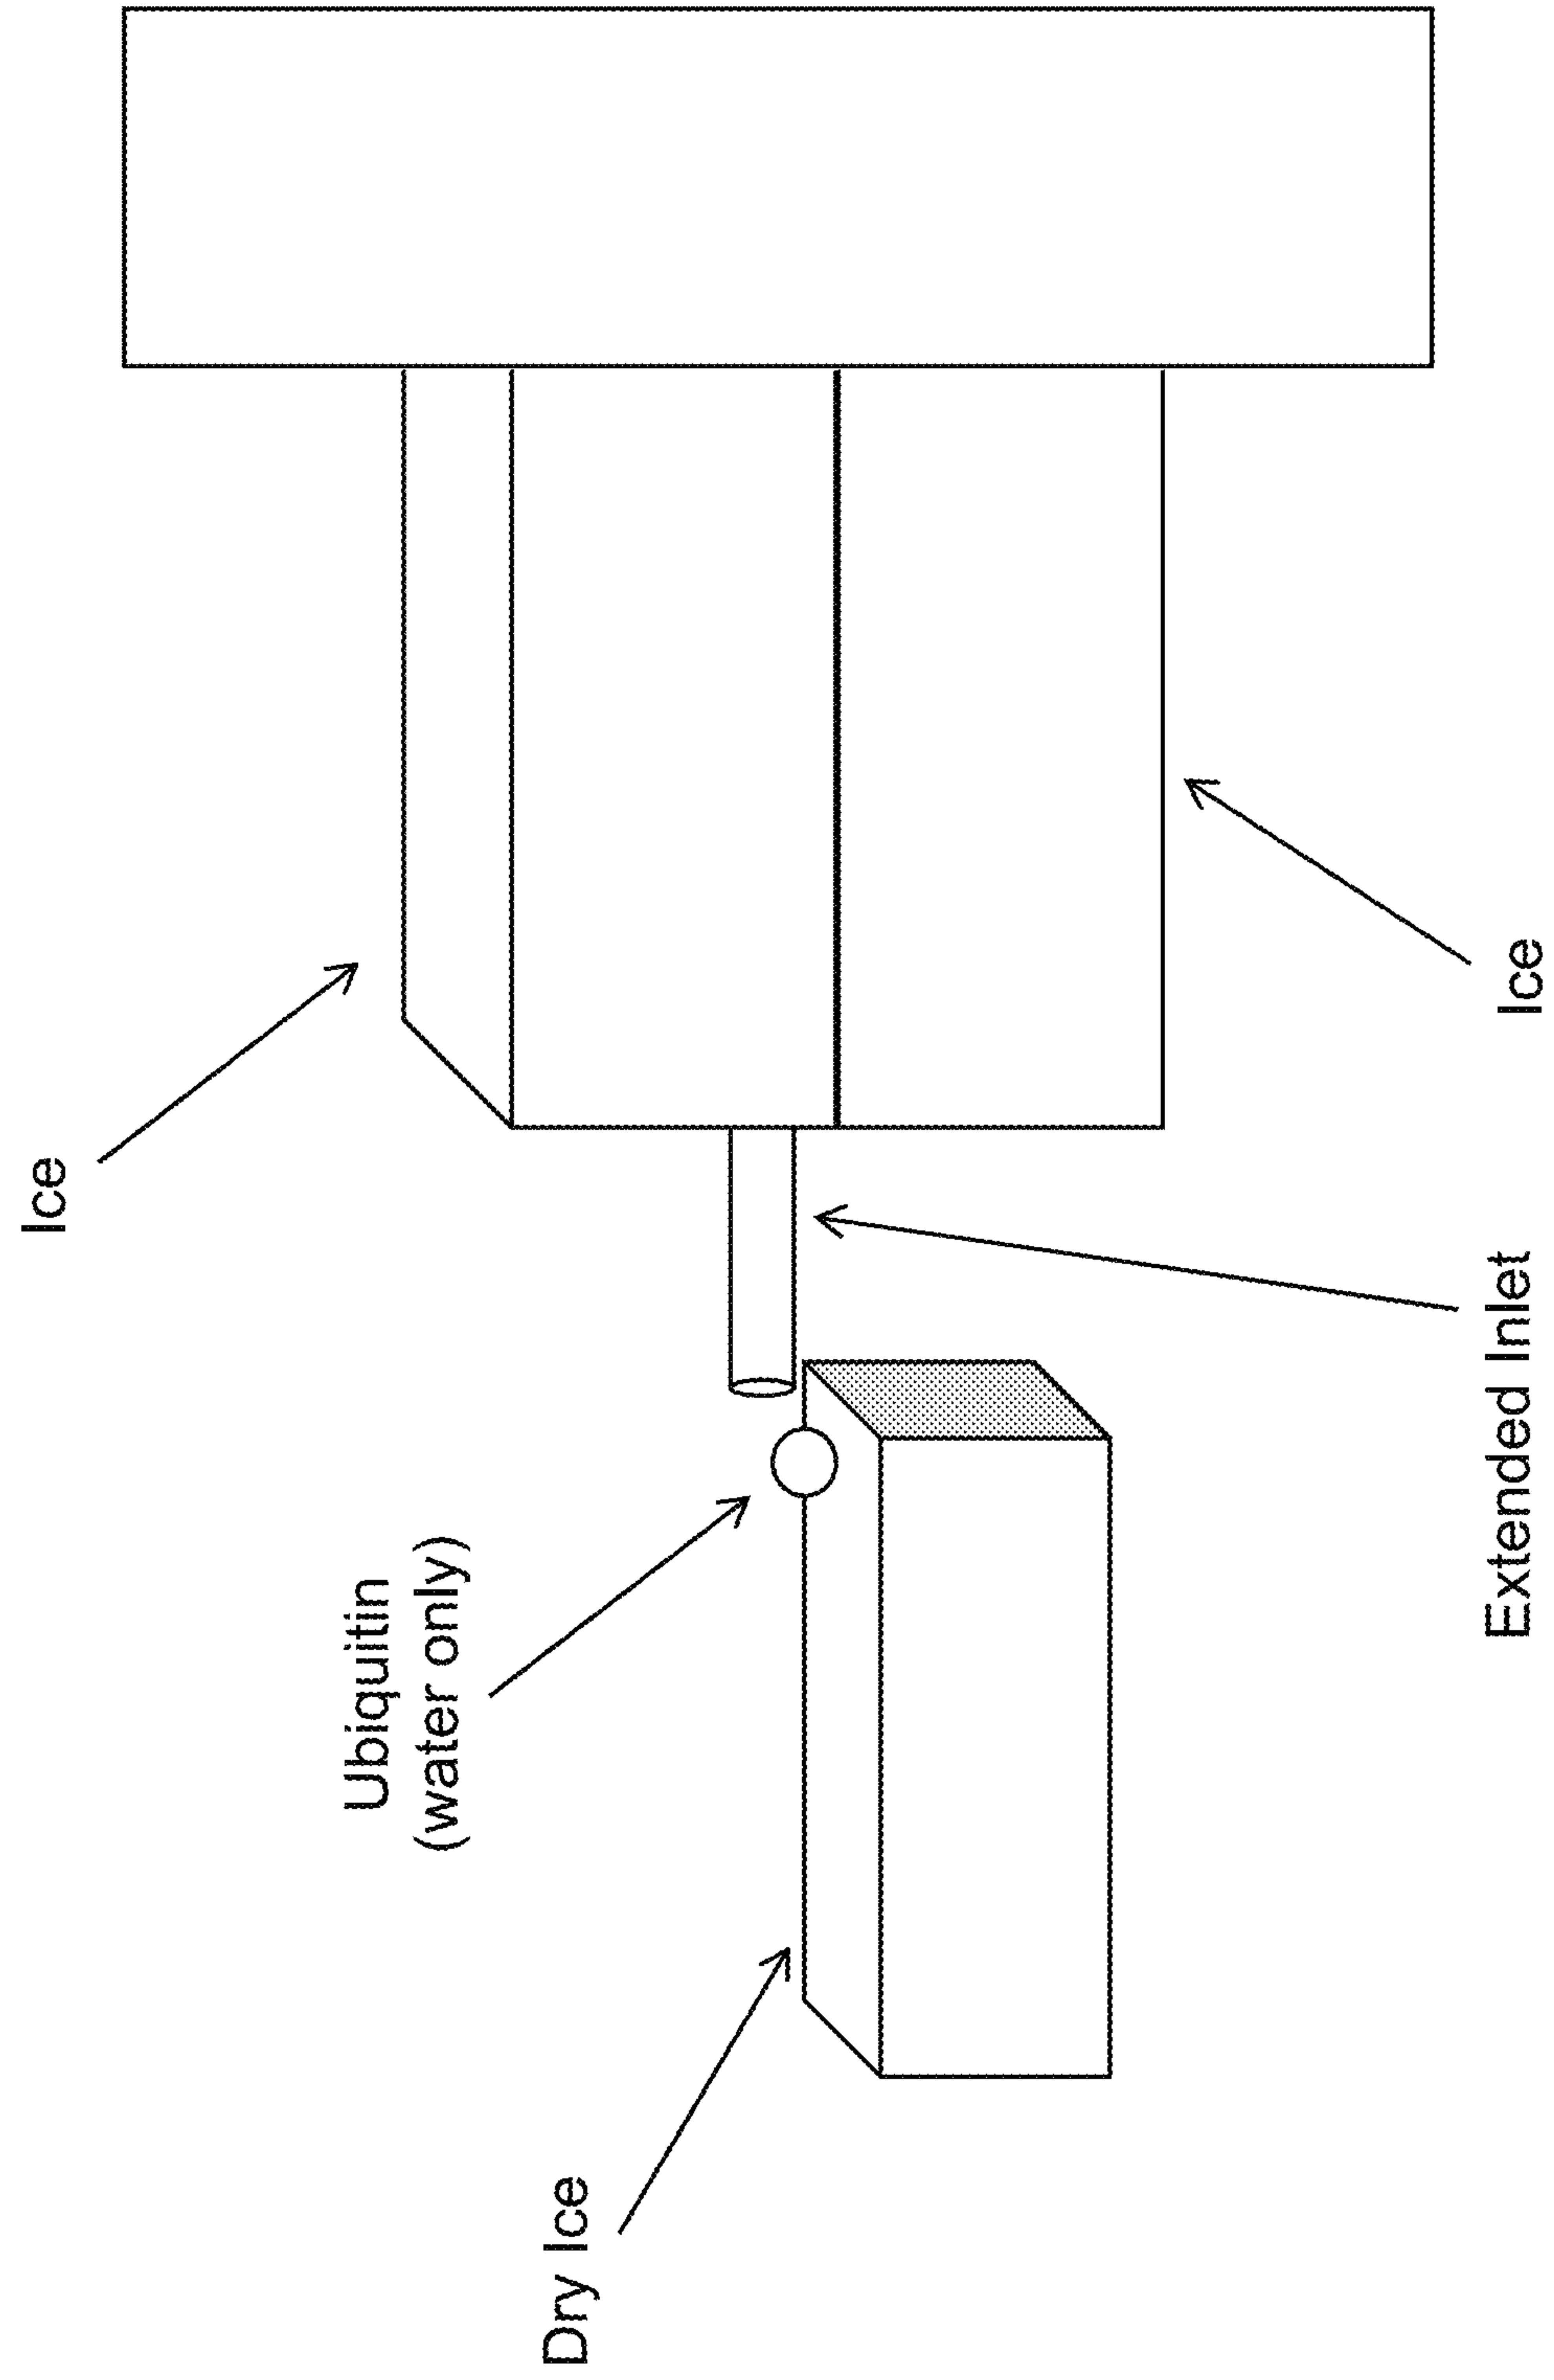 Ice
Ubiquitin
(water only)
Dry Ice
Extended Inlet
Ice